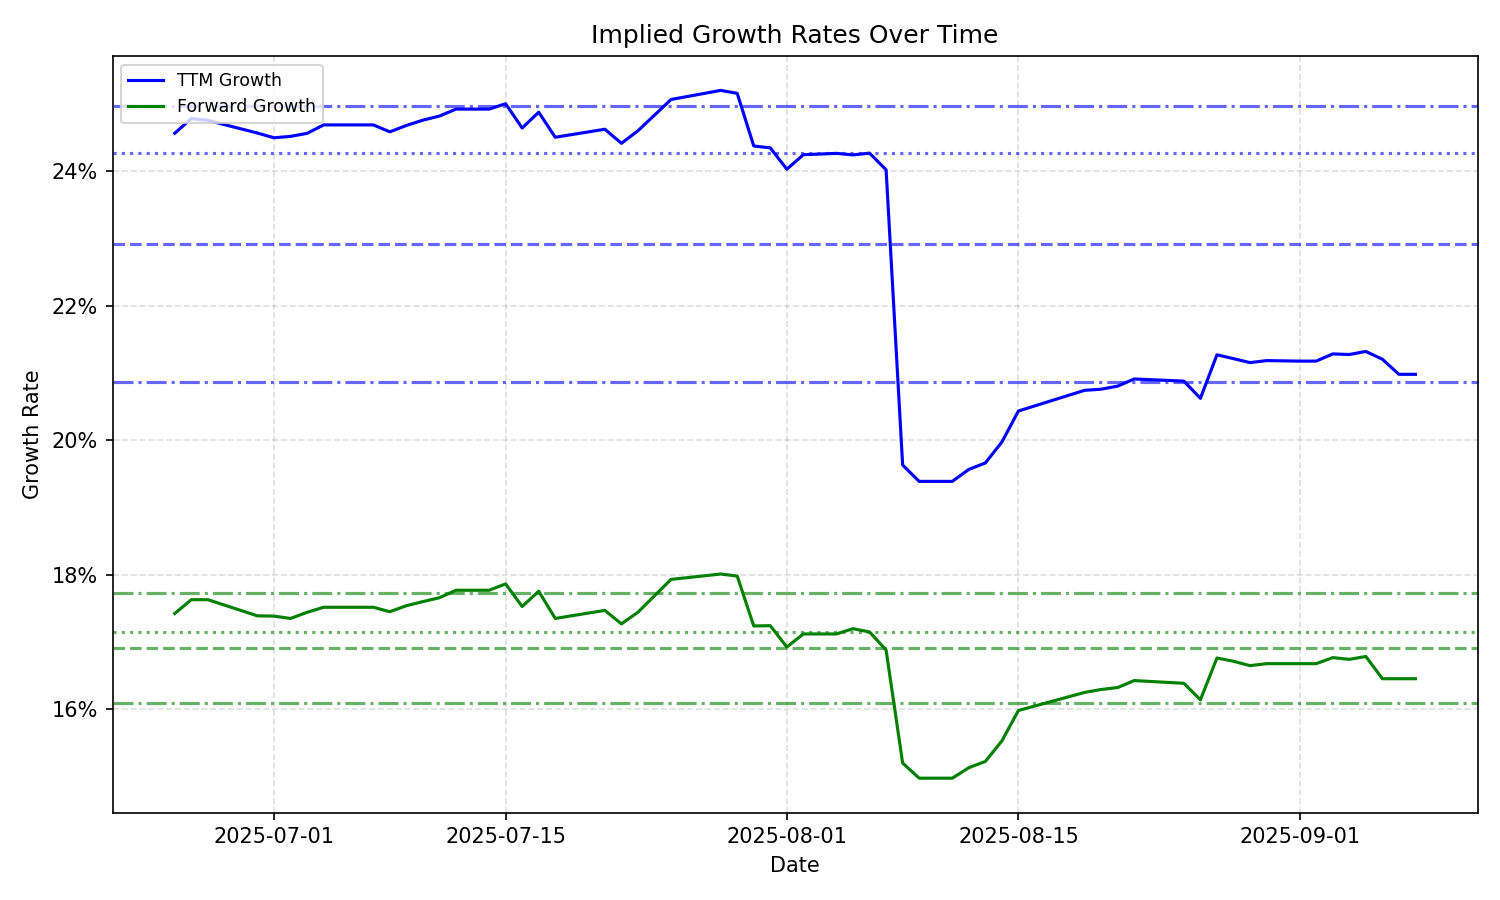 Implied Growth Rates Over Time
TTM Growth
Forward Growth
24%
22%
20%
18%
16%
Growth Rate
2025-07-01
2025-07-15
2025-08-01
2025-08-15
2025-09-01
Date